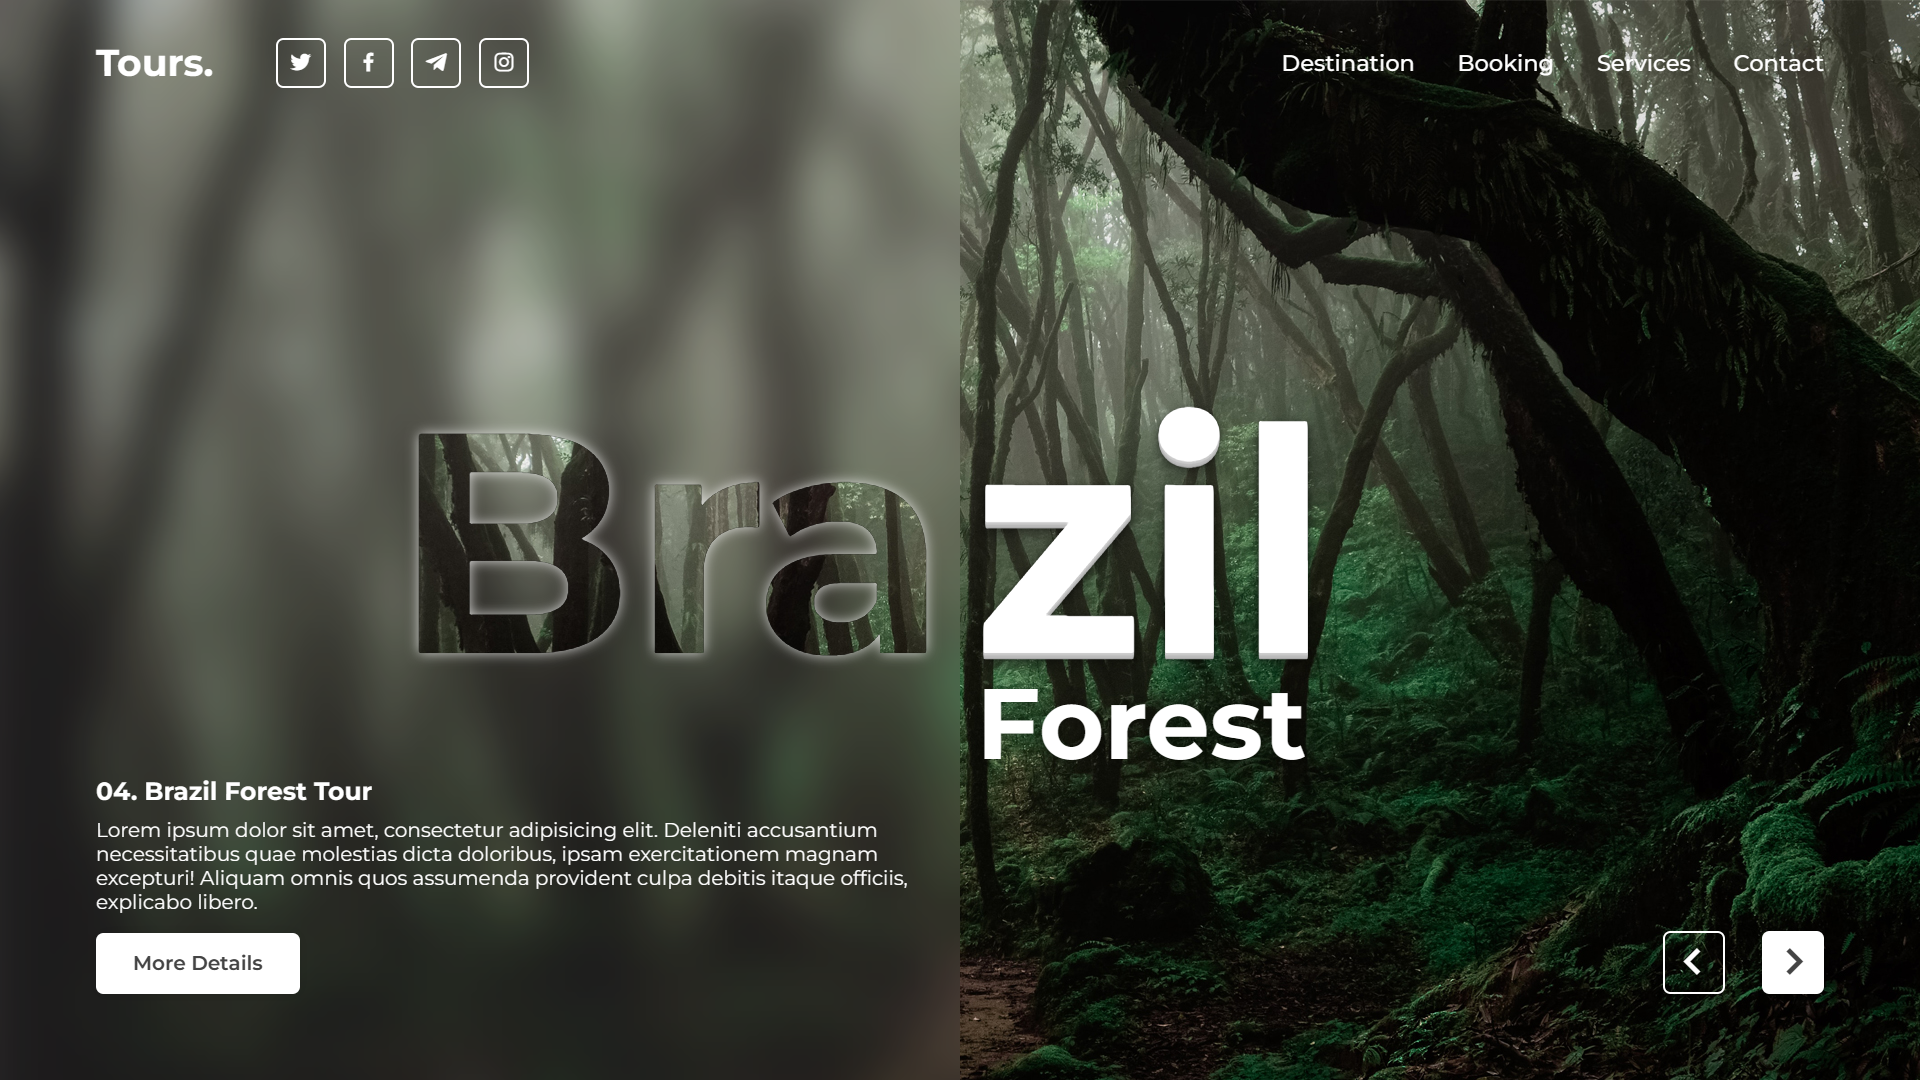 Tours.
Destination Booking Services Contact
Brazil
Forest
04. Brazil Forest Tour
Lorem ipsum dolor sit amet, consectetur adipisicing elit. Deleniti accusantium
necessitatibus quae molestias dicta doloribus, ipsam exercitationem magnam
excepturi! Aliquam omnis quos assumenda provident culpa debitis itaque officiis,
explicabo libero.
More Details